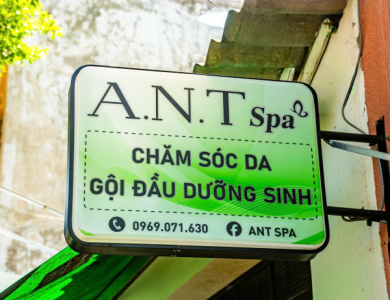 A.N.T Spa
CHĂM SÓC DA
GỘI ĐẦU DƯỠNG SINH
0969.071.630 ANT SPA